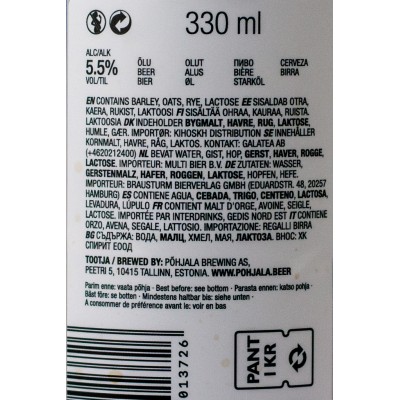 330 ml
ALC/ALK
5.5%
VOL/TIL
ÕLU OLUT ПИВО CERVEZA
BEER ALUS BIÈRE BIRRA
BIER ØL STARKÖL
EN CONTAINS BARLEY, OATS, RYE, LACTOSE EE SISALDAB OTRA,
KAERA, RUKIST, LAKTOOSI FI SISÄLTÄÄ OHRAA, KAURAA, RUISTA,
LAKTOOSIA DK INDEHOLDER BYGMALT, HAVRE, RUG, LAKTOSE,
HUMLE, GÆR. IMPORTØR: KIHOSKH DISTRIBUTION SE INNEHÅLLER
KORNMALT, HAVRE, RÅG, LAKTOS. KONTAKT: GALATEA AB
(+4620212400) NL BEVAT WATER, GIST, HOP, GERST, HAVER, ROGGE,
LACTOSE. IMPORTEUR: MULTI BIER B.V. DE ZUTATEN: WASSER,
GERSTENMALZ, HAFER, ROGGEN, LAKTOSE, HOPFEN, HEFE.
IMPORTEUR: BRAUSTURM BIERVERLAG GMBH (EDUARDSTR. 48, 20257
HAMBURG) ES CONTIENE AGUA, CEBADA, TRIGO, CENTENO, LACTOSA,
LEVADURA, LÚPULO FR CONTIENT MALT D'ORGE, AVOINE, SEIGLE,
LACTOSE. IMPORTÉE PAR INTERDRINKS, GEDIS NORD EST IT CONTIENE
ORZO, AVENA, SEGALE, LATTOSIO. IMPORTAZIONE: REGALLI BIRRA
BG СЪДЪРЖА: ВОДА, МАЛЦ, ХМЕЛ, МАЯ, ЛАКТОЗА. ВНОС: ХК
СПИРИТ ЕООД
TOOTJA / BREWED BY: PÕHJALA BREWING AS,
PEETRI 5, 10415 TALLINN, ESTONIA. WWW.POHJALA.BEER
Parim enne: vaata põhja - Best before: see bottom - Parasta ennen: katso pohja -
Bäst före: se botten - Mindestens haltbar bis: siehe unten -
A consommer de préférence avant le: voir en bas
013726
PANT
1 KR